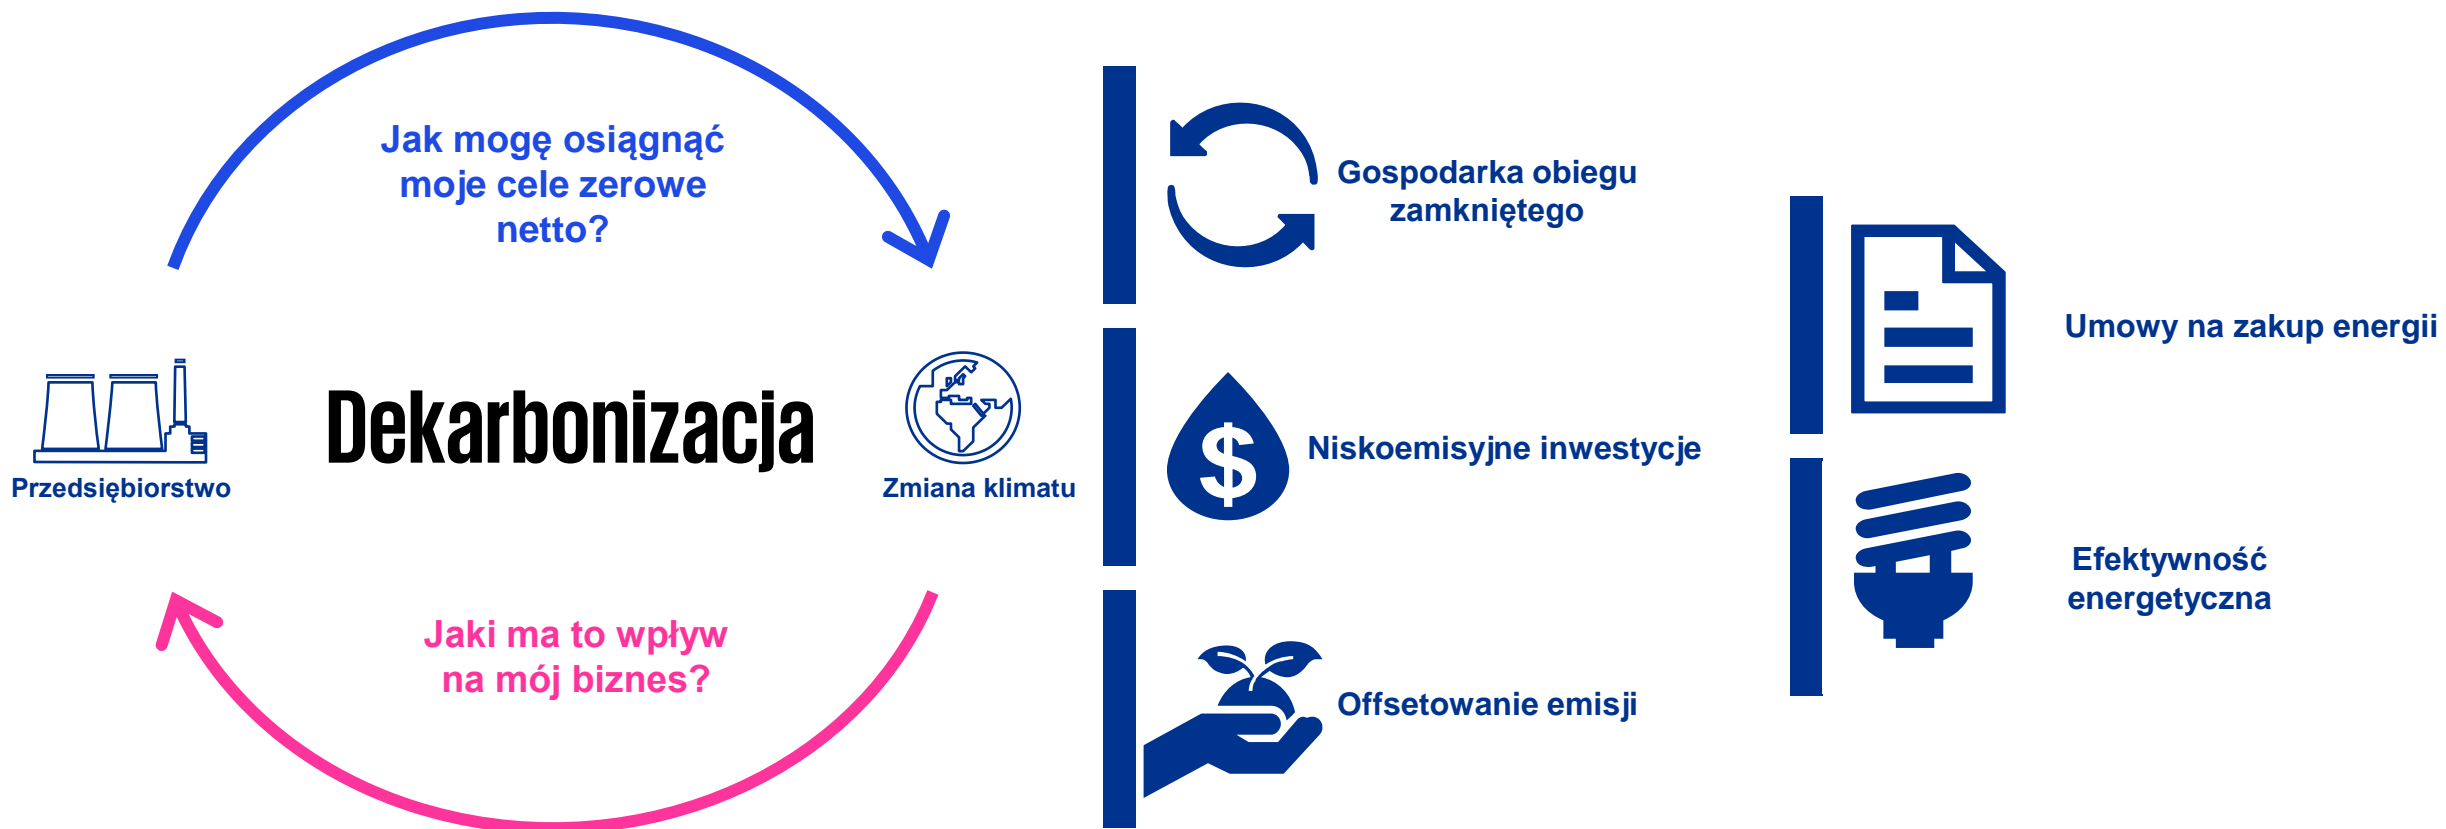 Jak mogę osiągnąć
moje cele zerowe
netto?
Przedsiębiorstwo
Dekarbonizacja
Zmiana klimatu
Jaki ma to wpływ
na mój biznes?
Gospodarka obiegu
zamkniętego
$
Niskoemisyjne inwestycje
Offsetowanie emisji
Umowy na zakup energii
Efektywność
energetyczna